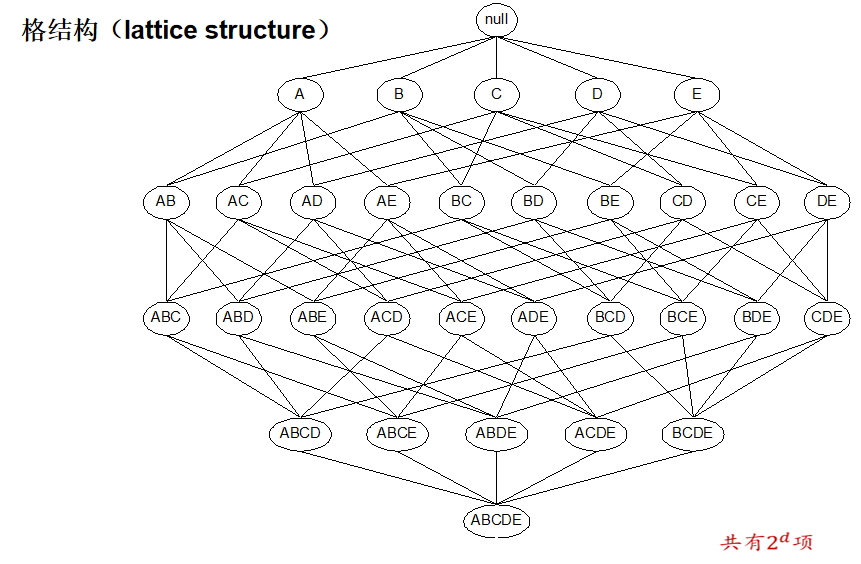 格结构（lattice structure）
null
A B C D E
AB AC AD AE BC BD BE CD CE DE
ABC ABD ABE ACD ACE ADE BCD BCE BDE CDE
ABCD ABCE ABDE ACDE BCDE
ABCDE
共有2^d项